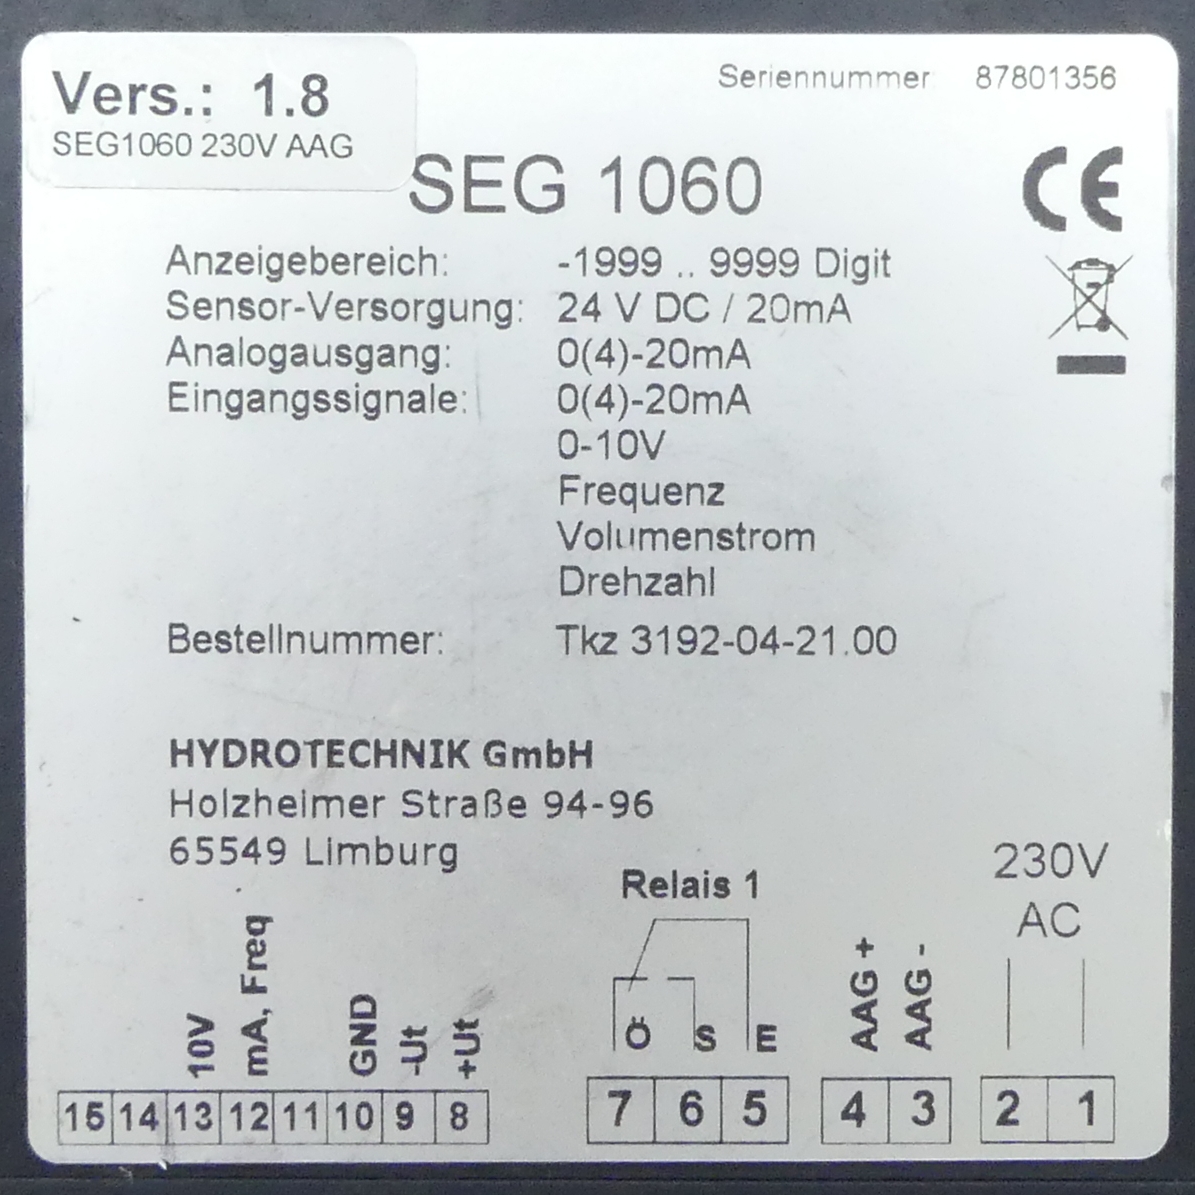 Vers.: 1.8
SEG1060 230V AAG
Seriennummer 87801356
SEG 1060
CE
Anzeigebereich: -1999 .. 9999 Digit
Sensor-Versorgung: 24 V DC / 20mA
Analogausgang: 0(4)-20mA
Eingangssignale: 0(4)-20mA
0-10V
Frequenz
Volumenstrom
Drehzahl
Bestellnummer: Tkz 3192-04-21.00
HYDROTECHNIK GmbH
Holzheimer Straße 94-96
65549 Limburg
Relais 1
230V
AC
10V
mA, Freq
GND
-Ut
+Ut
Ö S E
AAG +
AAG -
15 14 13 12 11 10 9 8 7 6 5 4 3 2 1